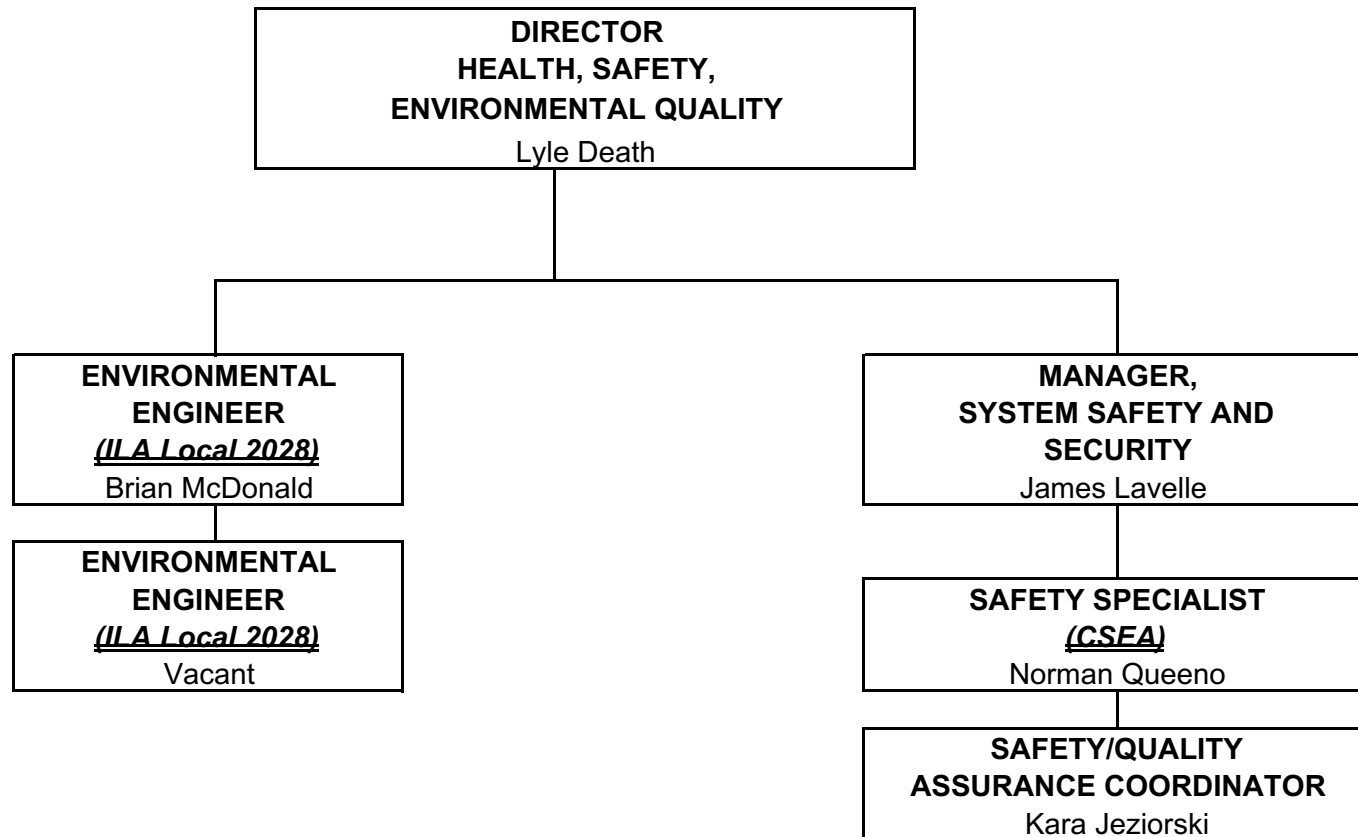 DIRECTOR
HEALTH, SAFETY,
ENVIRONMENTAL QUALITY
Lyle Death
ENVIRONMENTAL
ENGINEER
(ILA Local 2028)
Brian McDonald
ENVIRONMENTAL
ENGINEER
(ILA Local 2028)
Vacant
MANAGER,
SYSTEM SAFETY AND
SECURITY
James Lavelle
SAFETY SPECIALIST
(CSEA)
Norman Queeno
SAFETY/QUALITY
ASSURANCE COORDINATOR
Kara Jeziorski